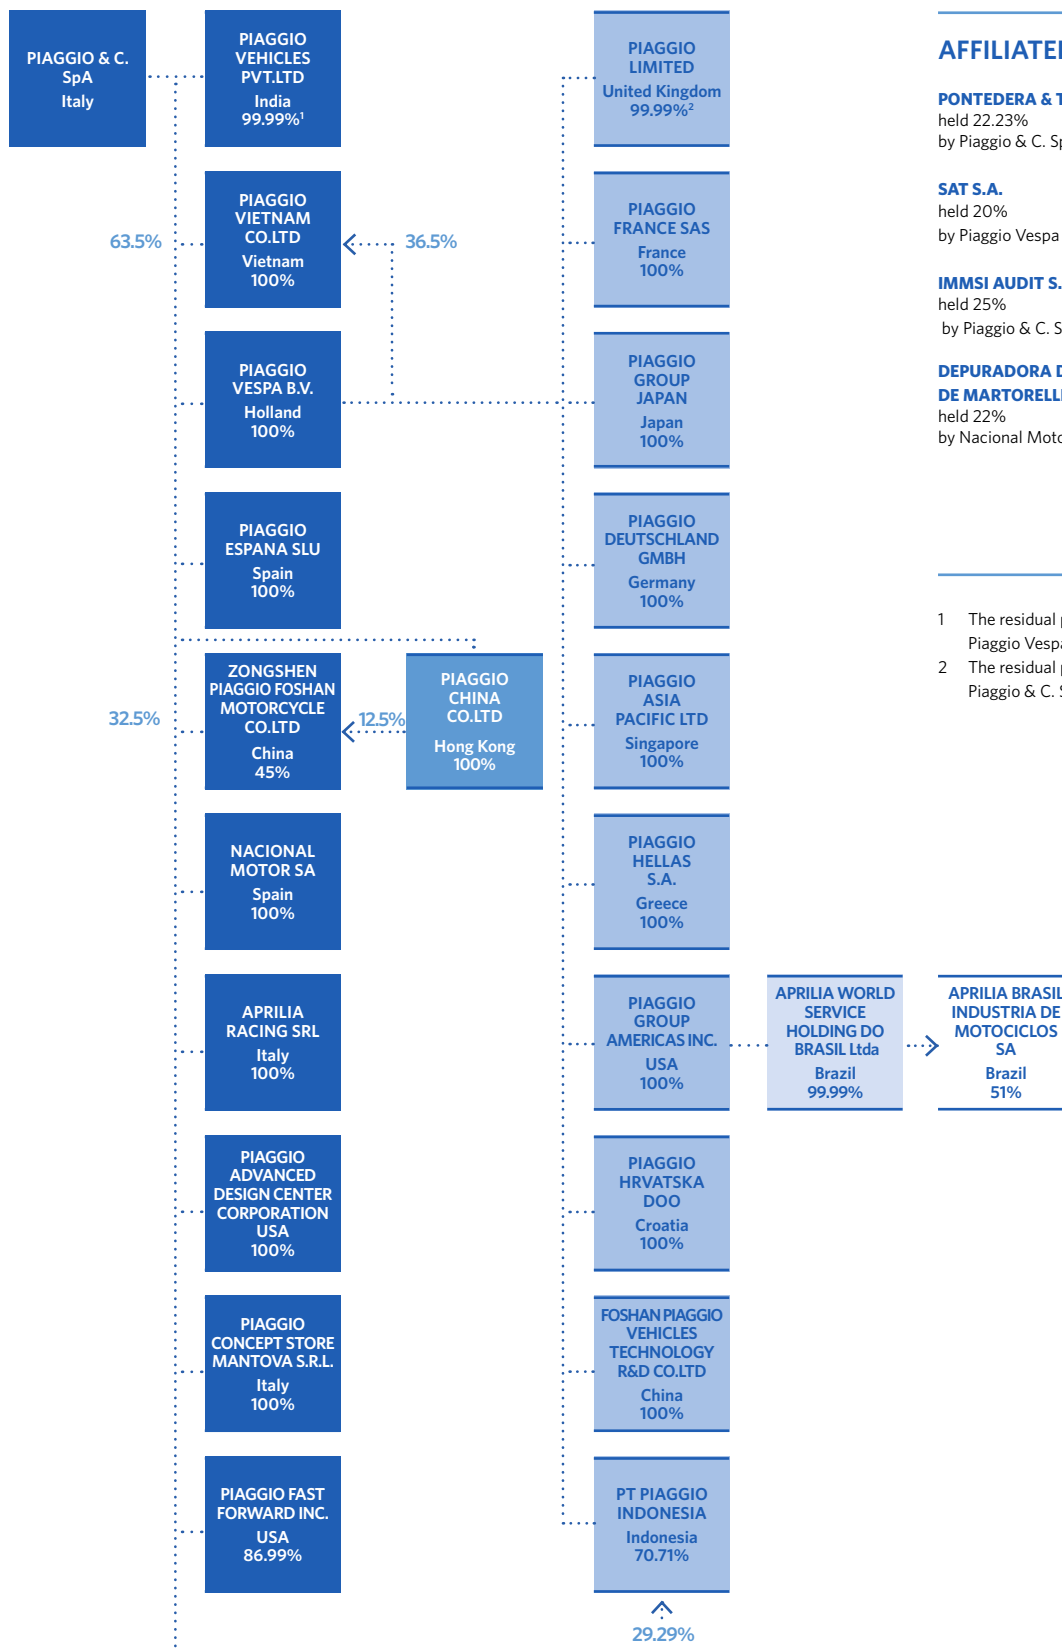 PIAGGIO & C.
SpA
Italy
PIAGGIO
VEHICLES
PVT.LTD
India
99.99%¹
63.5%
PIAGGIO
VIETNAM
CO.LTD
Vietnam
100%
36.5%
PIAGGIO
VESPA B.V.
Holland
100%
PIAGGIO
ESPANA SLU
Spain
100%
32.5%
ZONGSHEN
PIAGGIO FOSHAN
MOTORCYCLE
CO.LTD
China
45%
12.5%
PIAGGIO
CHINA
CO.LTD
Hong Kong
100%
NACIONAL
MOTOR SA
Spain
100%
APRILIA
RACING SRL
Italy
100%
PIAGGIO
ADVANCED
DESIGN CENTER
CORPORATION
USA
100%
PIAGGIO
CONCEPT STORE
MANTOVA S.R.L.
Italy
100%
PIAGGIO FAST
FORWARD INC.
USA
86.99%
PIAGGIO
LIMITED
United Kingdom
99.99%²
PIAGGIO
FRANCE SAS
France
100%
PIAGGIO
GROUP
JAPAN
Japan
100%
PIAGGIO
DEUTSCHLAND
GMBH
Germany
100%
PIAGGIO
ASIA
PACIFIC LTD
Singapore
100%
PIAGGIO
HELLAS
S.A.
Greece
100%
PIAGGIO
GROUP
AMERICAS INC.
USA
100%
APRILIA WORLD
SERVICE
HOLDING DO
BRASIL Ltda
Brazil
99.99%
APRILIA BRASIL
INDUSTRIA DE
MOTOCICLOS
SA
Brazil
51%
PIAGGIO
HRVATSKA
DOO
Croatia
100%
FOSHAN PIAGGIO
VEHICLES
TECHNOLOGY
R&D CO.LTD
China
100%
PT PIAGGIO
INDONESIA
Indonesia
70.71%
29.29%
PONTEDERA &
held 22.23%
by Piaggio & C.
SAT S.A.
held 20%
by Piaggio Vespa
IMMSI AUDIT
held 25%
by Piaggio & C.
DEPURADORA
held 22%
by Nacional
1 The residual
Piaggio
2 The residual
Piaggio & C.